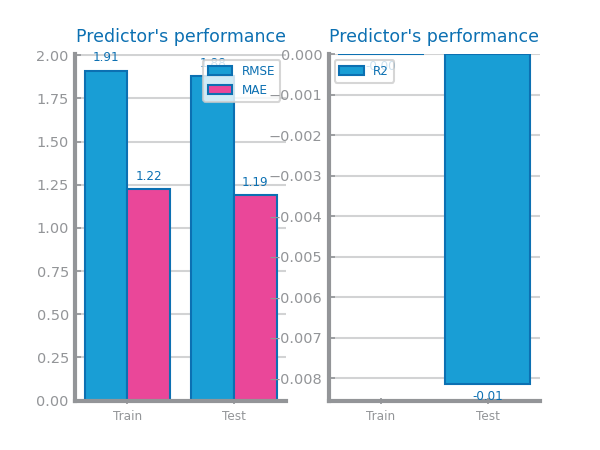 Predictor's performance
2.00
1.75
1.50
1.25
1.00
0.75
0.50
0.25
0.00
1.91
1.22
1.88
1.19
RMSE
MAE
Train
Test
Predictor's performance
0.000
−0.001
−0.002
−0.003
−0.004
−0.005
−0.006
−0.007
−0.008
R2
-0.01
Train
Test